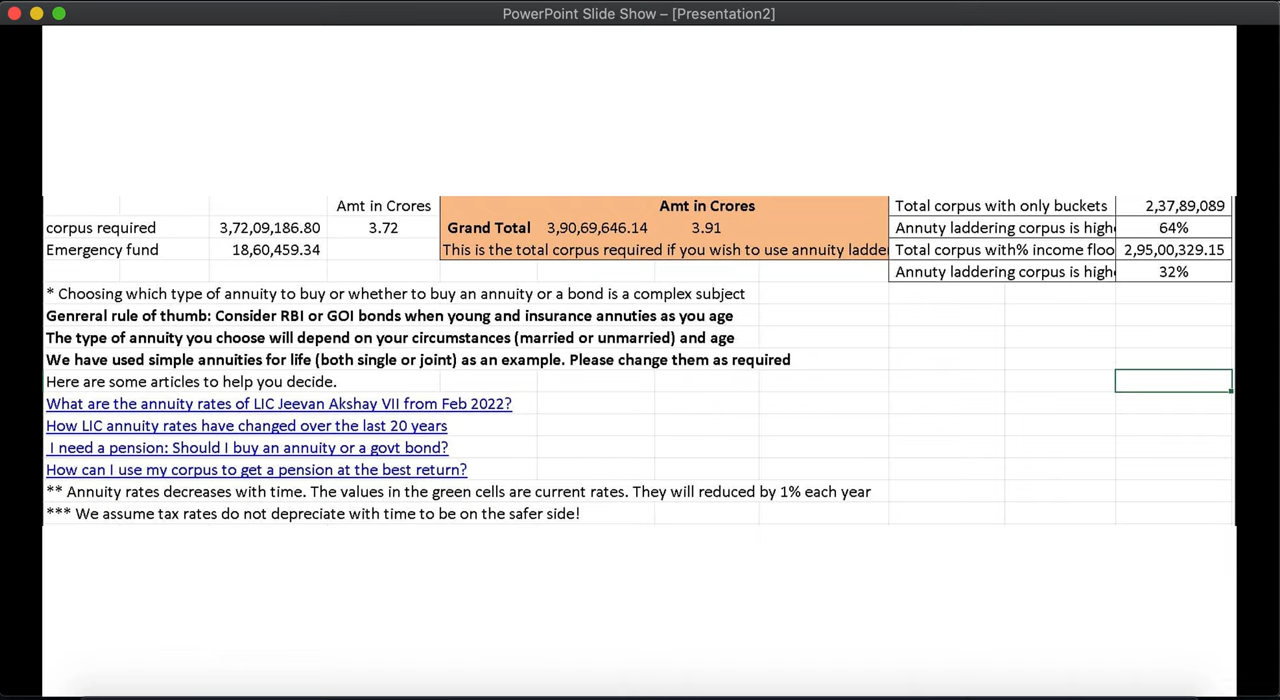 PowerPoint Slide Show – [Presentation2]
Amt in Crores Amt in Crores Total corpus with only buckets 2,37,89,089
corpus required 3,72,09,186.80 3.72 Grand Total 3,90,69,646.14 3.91 Annuty laddering corpus is high 64%
Emergency fund 18,60,459.34 This is the total corpus required if you wish to use annuity ladde Total corpus with% income floo 2,95,00,329.15
Annuty laddering corpus is high 32%
* Choosing which type of annuity to buy or whether to buy an annuity or a bond is a complex subject
Genreral rule of thumb: Consider RBI or GOI bonds when young and insurance annuties as you age
The type of annuity you choose will depend on your circumstances (married or unmarried) and age
We have used simple annuities for life (both single or joint) as an example. Please change them as required
Here are some articles to help you decide.
What are the annuity rates of LIC Jeevan Akshay VII from Feb 2022?
How LIC annuity rates have changed over the last 20 years
I need a pension: Should I buy an annuity or a govt bond?
How can I use my corpus to get a pension at the best return?
** Annuity rates decreases with time. The values in the green cells are current rates. They will reduced by 1% each year
*** We assume tax rates do not depreciate with time to be on the safer side!